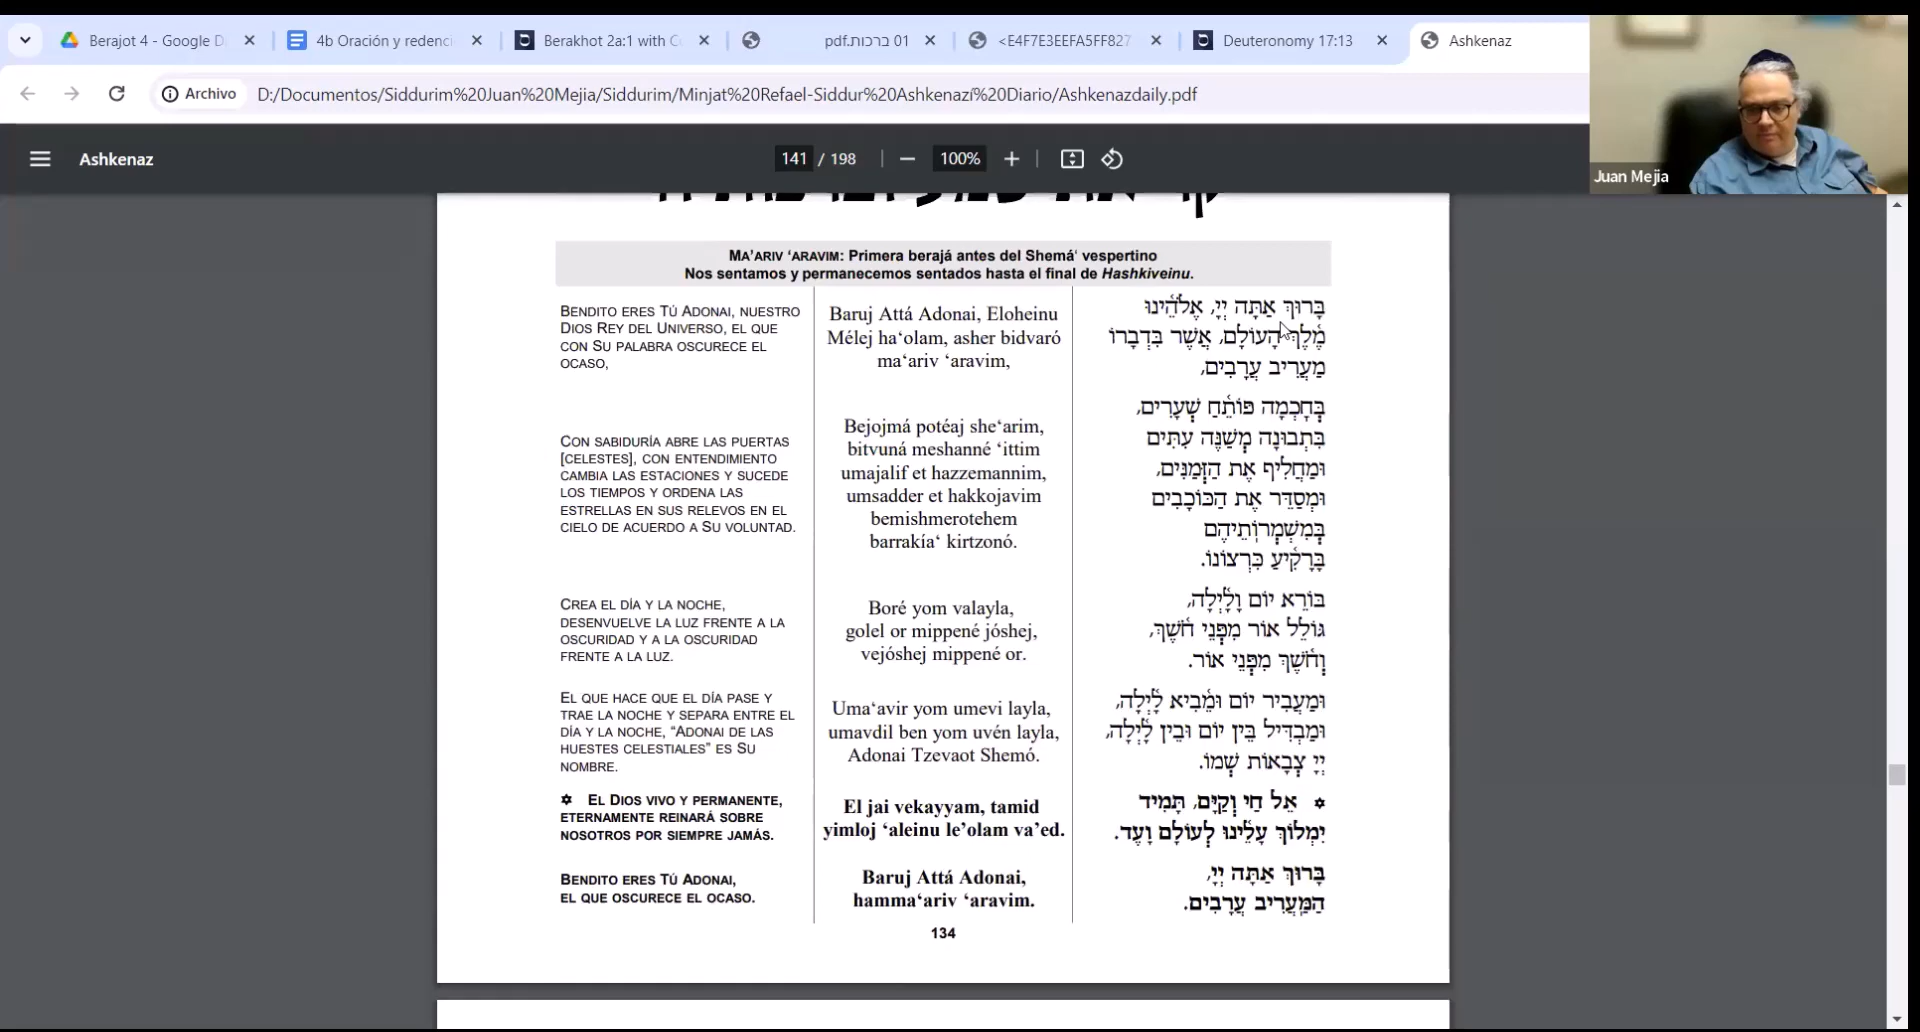 Berajot 4 - Google D
4b Oración y redenci
Berakhot 2a:1 with C
01 ברכות.pdf
<E4F7E3EEFA5FF827
Deuteronomy 17:13
Ashkenaz
Archivo
D:/Documentos/Siddurim%20Juan%20Mejia/Siddurim/Minjat%20Refael-Siddur%20Ashkenazí%20Diario/Ashkenazdaily.pdf
Ashkenaz
141 / 198
100%
Juan Mejia
MA’ARIV ‘ARAVIM: Primera berajá antes del Shemá‘ vespertino
Nos sentamos y permanecemos sentados hasta el final de Hashkiveinu.
BENDITO ERES TÚ ADONAI, NUESTRO
DIOS REY DEL UNIVERSO, EL QUE
CON SU PALABRA OSCURECE EL
OCASO,
Baruj Attá Adonai, Eloheinu
Mélej ha‘olam, asher bidvaró
ma‘ariv ‘aravim,
בָּרוּךְ אַתָּה יְיָ, אֱלֹהֵֽינוּ
מֶֽלֶךְ הָעוֹלָם, אֲשֶׁר בִּדְבָרוֹ
מַעֲרִיב עֲרָבִים,
CON SABIDURÍA ABRE LAS PUERTAS
[CELESTES], CON ENTENDIMIENTO
CAMBIA LAS ESTACIONES Y SUCEDE
LOS TIEMPOS Y ORDENA LAS
ESTRELLAS EN SUS RELEVOS EN EL
CIELO DE ACUERDO A SU VOLUNTAD.
Bejojmá potéaj she‘arim,
bitvuná meshanné ‘ittim
umajalif et hazzemannim,
umsadder et hakkojavim
bemishmerotehem
barrakía‘ kirtzonó.
בְּחָכְמָה פּוֹתֵֽחַ שְׁעָרִים,
בִּתְבוּנָה מְשַׁנֶּה עִתִּים
וּמַחֲלִיף אֶת הַזְּמַנִּים,
וּמְסַדֵּר אֶת הַכּוֹכָבִים
בְּמִשְׁמְרוֹתֵיהֶם
בָּרָקִֽיעַ כִּרְצוֹנוֹ.
CREA EL DÍA Y LA NOCHE,
DESENVUELVE LA LUZ FRENTE A LA
OSCURIDAD Y A LA OSCURIDAD
FRENTE A LA LUZ.
Boré yom valayla,
golel or mippené jóshej,
vejóshej mippené or.
בּוֹרֵא יוֹם וָלָֽיְלָה,
גּוֹלֵל אוֹר מִפְּנֵי חֹֽשֶׁךְ,
וְחֹֽשֶׁךְ מִפְּנֵי אוֹר.
EL QUE HACE QUE EL DÍA PASE Y
TRAE LA NOCHE Y SEPARA ENTRE EL
DÍA Y LA NOCHE, “ADONAI DE LAS
HUESTES CELESTIALES” ES SU
NOMBRE.
Uma‘avir yom umevi layla,
umavdil ben yom uvén layla,
Adonai Tzevaot Shemó.
וּמַעֲבִיר יוֹם וּמֵֽבִיא לָֽיְלָה,
וּמַבְדִּיל בֵּין יוֹם וּבֵין לָֽיְלָה,
יְיָ צְבָאוֹת שְׁמוֹ.
✡ EL DIOS VIVO Y PERMANENTE,
ETERNAMENTE REINARÁ SOBRE
NOSOTROS POR SIEMPRE JAMÁS.
El jai vekayyam, tamid
yimloj ‘aleinu le’olam va’ed.
✡ אֵל חַי וְקַיָּם, תָּמִיד
יִמְלוֹךְ עָלֵֽינוּ לְעוֹלָם וָעֶד.
BENDITO ERES TÚ ADONAI,
EL QUE OSCURECE EL OCASO.
Baruj Attá Adonai,
hamma‘ariv ‘aravim.
בָּרוּךְ אַתָּה יְיָ,
הַמַּֽעֲרִיב עֲרָבִים.
134